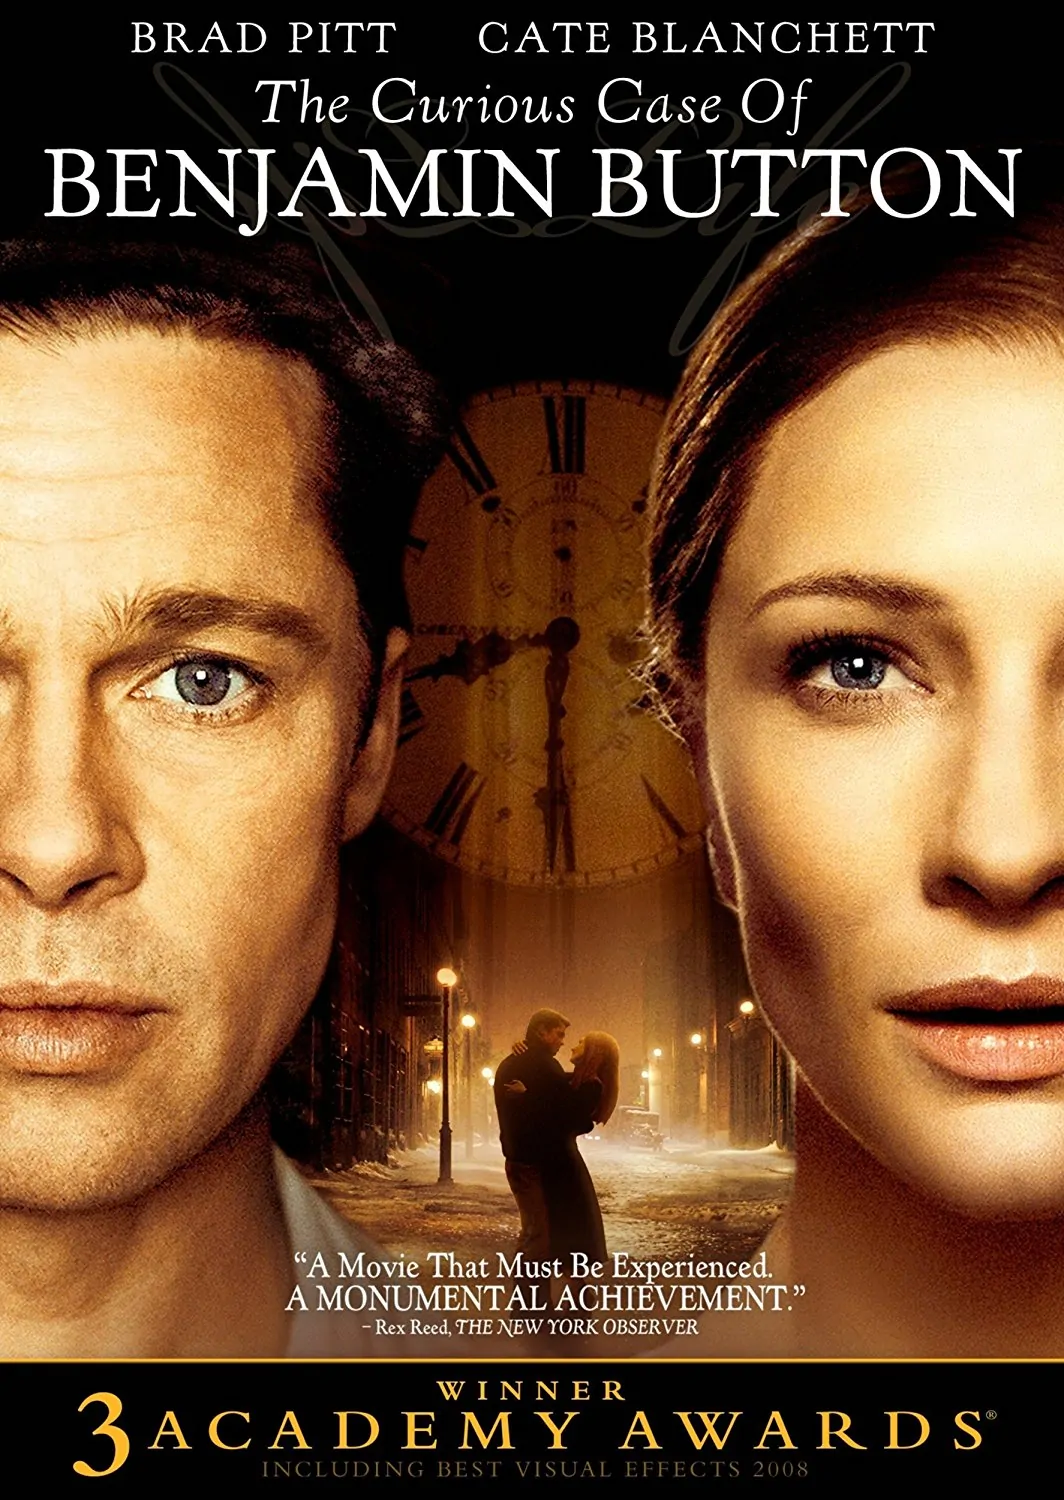 BRAD PITT CATE BLANCHETT
The Curious Case Of
BENJAMIN BUTTON
XII
“A Movie That Must Be Experienced.
A MONUMENTAL ACHIEVEMENT.”
– Rex Reed, THE NEW YORK OBSERVER
WINNER
3 ACADEMY AWARDS®
INCLUDING BEST VISUAL EFFECTS 2008